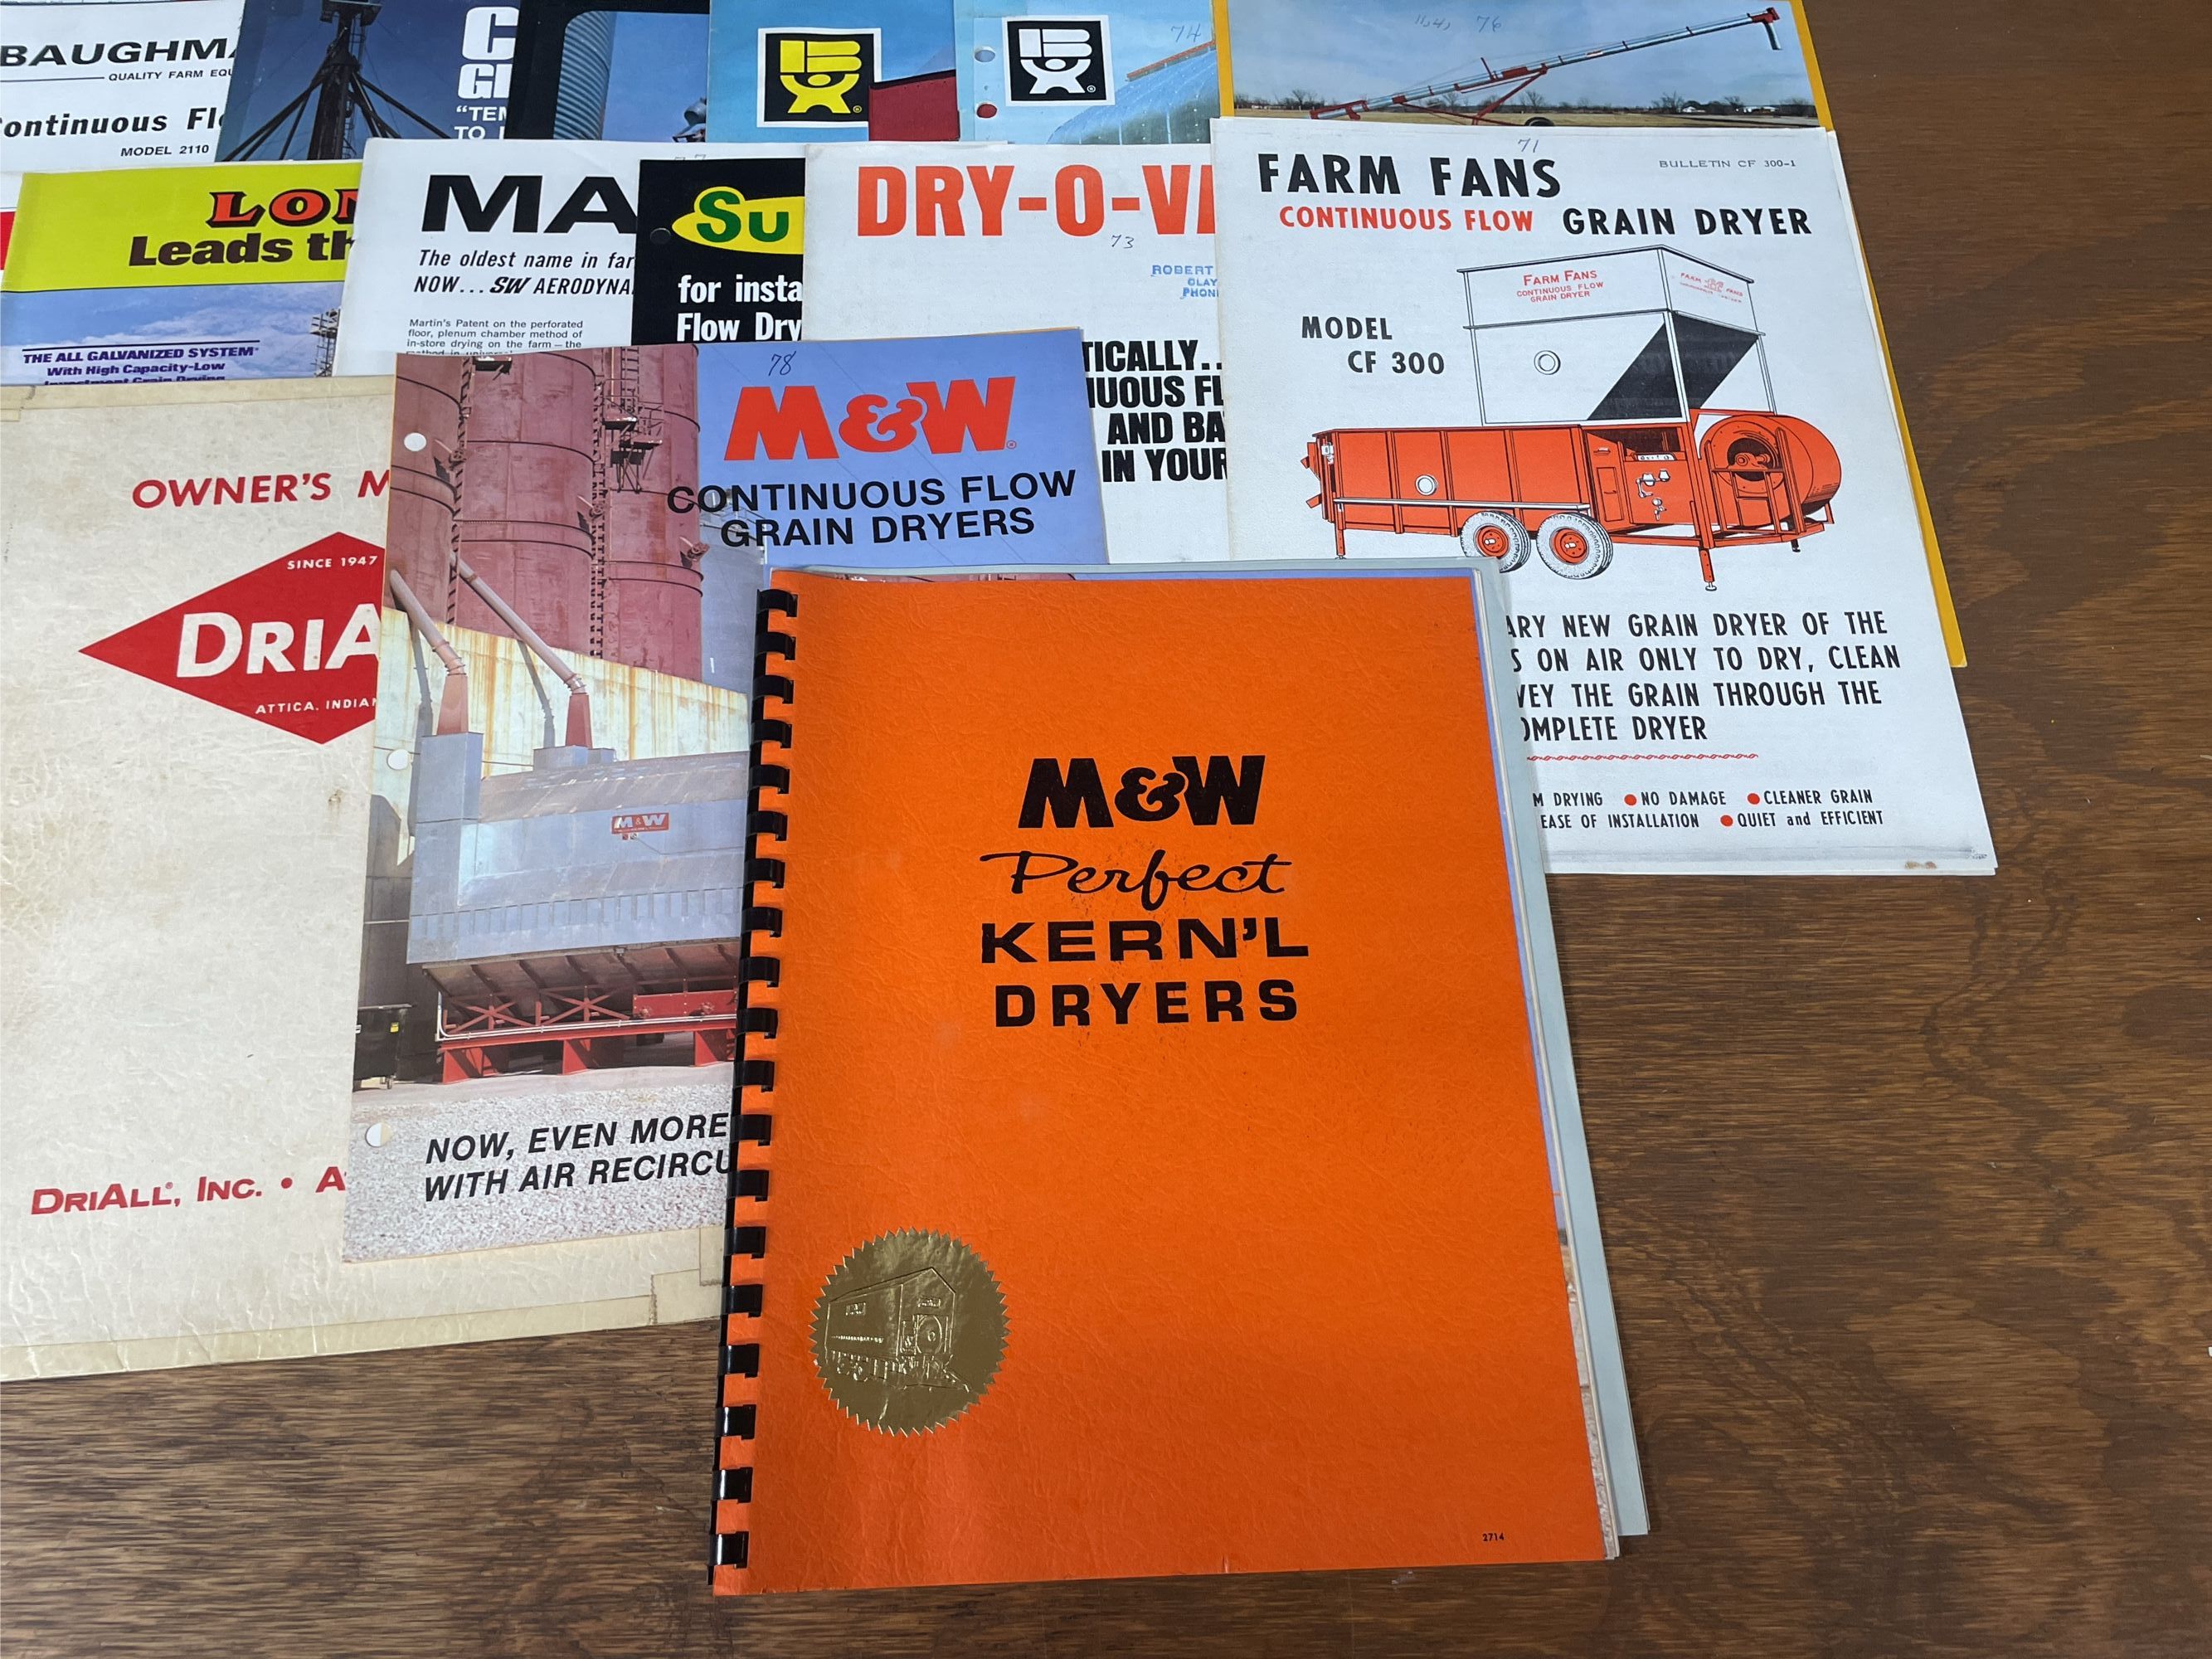 BAUGHMA
QUALITY FARM EQU
Continuous Flo
MODEL 2110
"TEM
TO
74
76
LON
Leads th
THE ALL GALVANIZED SYSTEM
With High Capacity-Low
Investment Grain Drying
MA
The oldest name in far
NOW... SW AERODYNA
Martin's Patent on the perforated
floor, plenum chamber method of
in-store drying on the farm — the
Su
for insta
Flow Dry
DRY-O-VA
73
ROBERT
CLAY
PHON
TICALLY..
UOUS FL
AND BA
IN YOUR
71
BULLETIN CF 300-1
FARM FANS
CONTINUOUS FLOW GRAIN DRYER
FARM FANS
CONTINUOUS FLOW
GRAIN DRYER
MODEL
CF 300
ARY NEW GRAIN DRYER OF THE
S ON AIR ONLY TO DRY, CLEAN
VEY THE GRAIN THROUGH THE
OMPLETE DRYER
M DRYING ● NO DAMAGE ● CLEANER GRAIN
EASE OF INSTALLATION ● QUIET and EFFICIENT
OWNER'S M
SINCE 1947
DRIA
ATTICA, INDIAN
DRIALL, INC. • A
78
M&W
CONTINUOUS FLOW
GRAIN DRYERS
M&W
NOW, EVEN MORE
WITH AIR RECIRCU
M&W
Perfect
KERN'L
DRYERS
2714